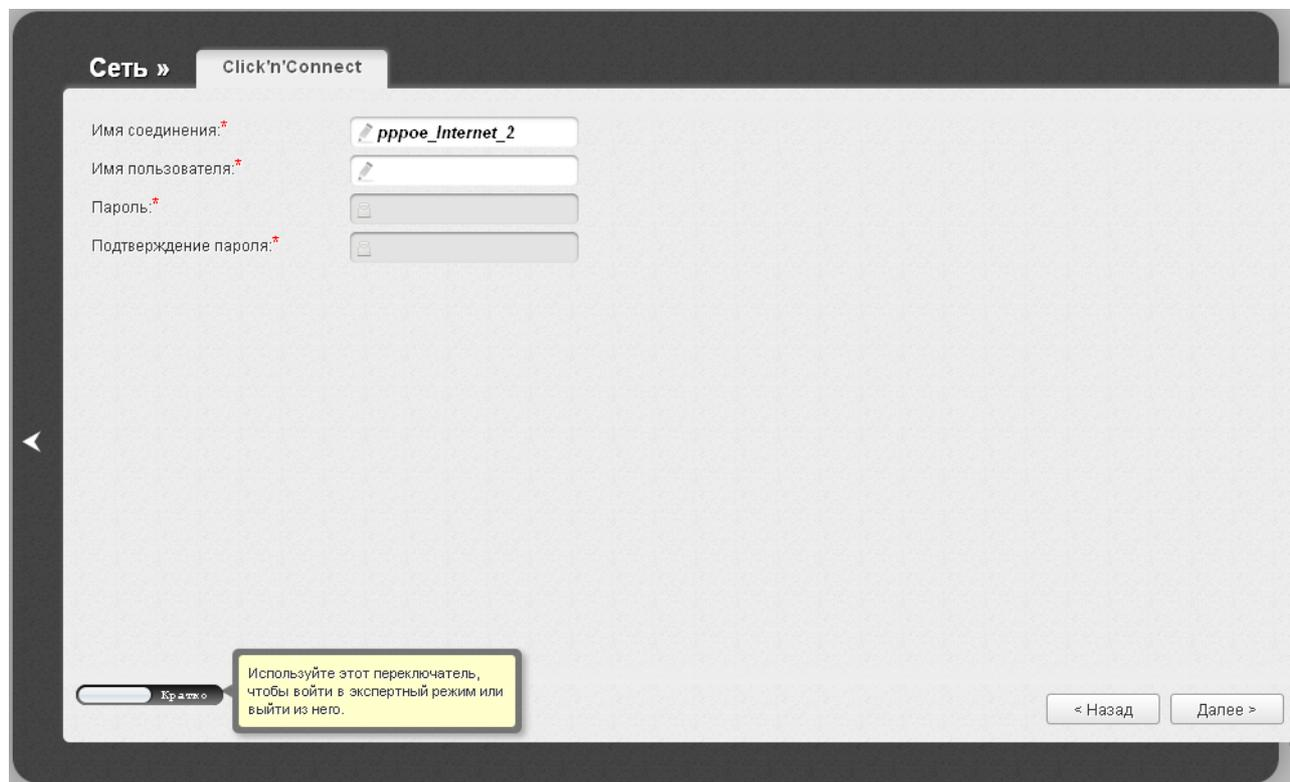 Сеть »
Click'n'Connect
Имя соединения:*
pppoe_Internet_2
Имя пользователя:*
Пароль:*
Подтверждение пароля:*
Кратко
Используйте этот переключатель,
чтобы войти в экспертный режим или
выйти из него.
< Назад
Далее >